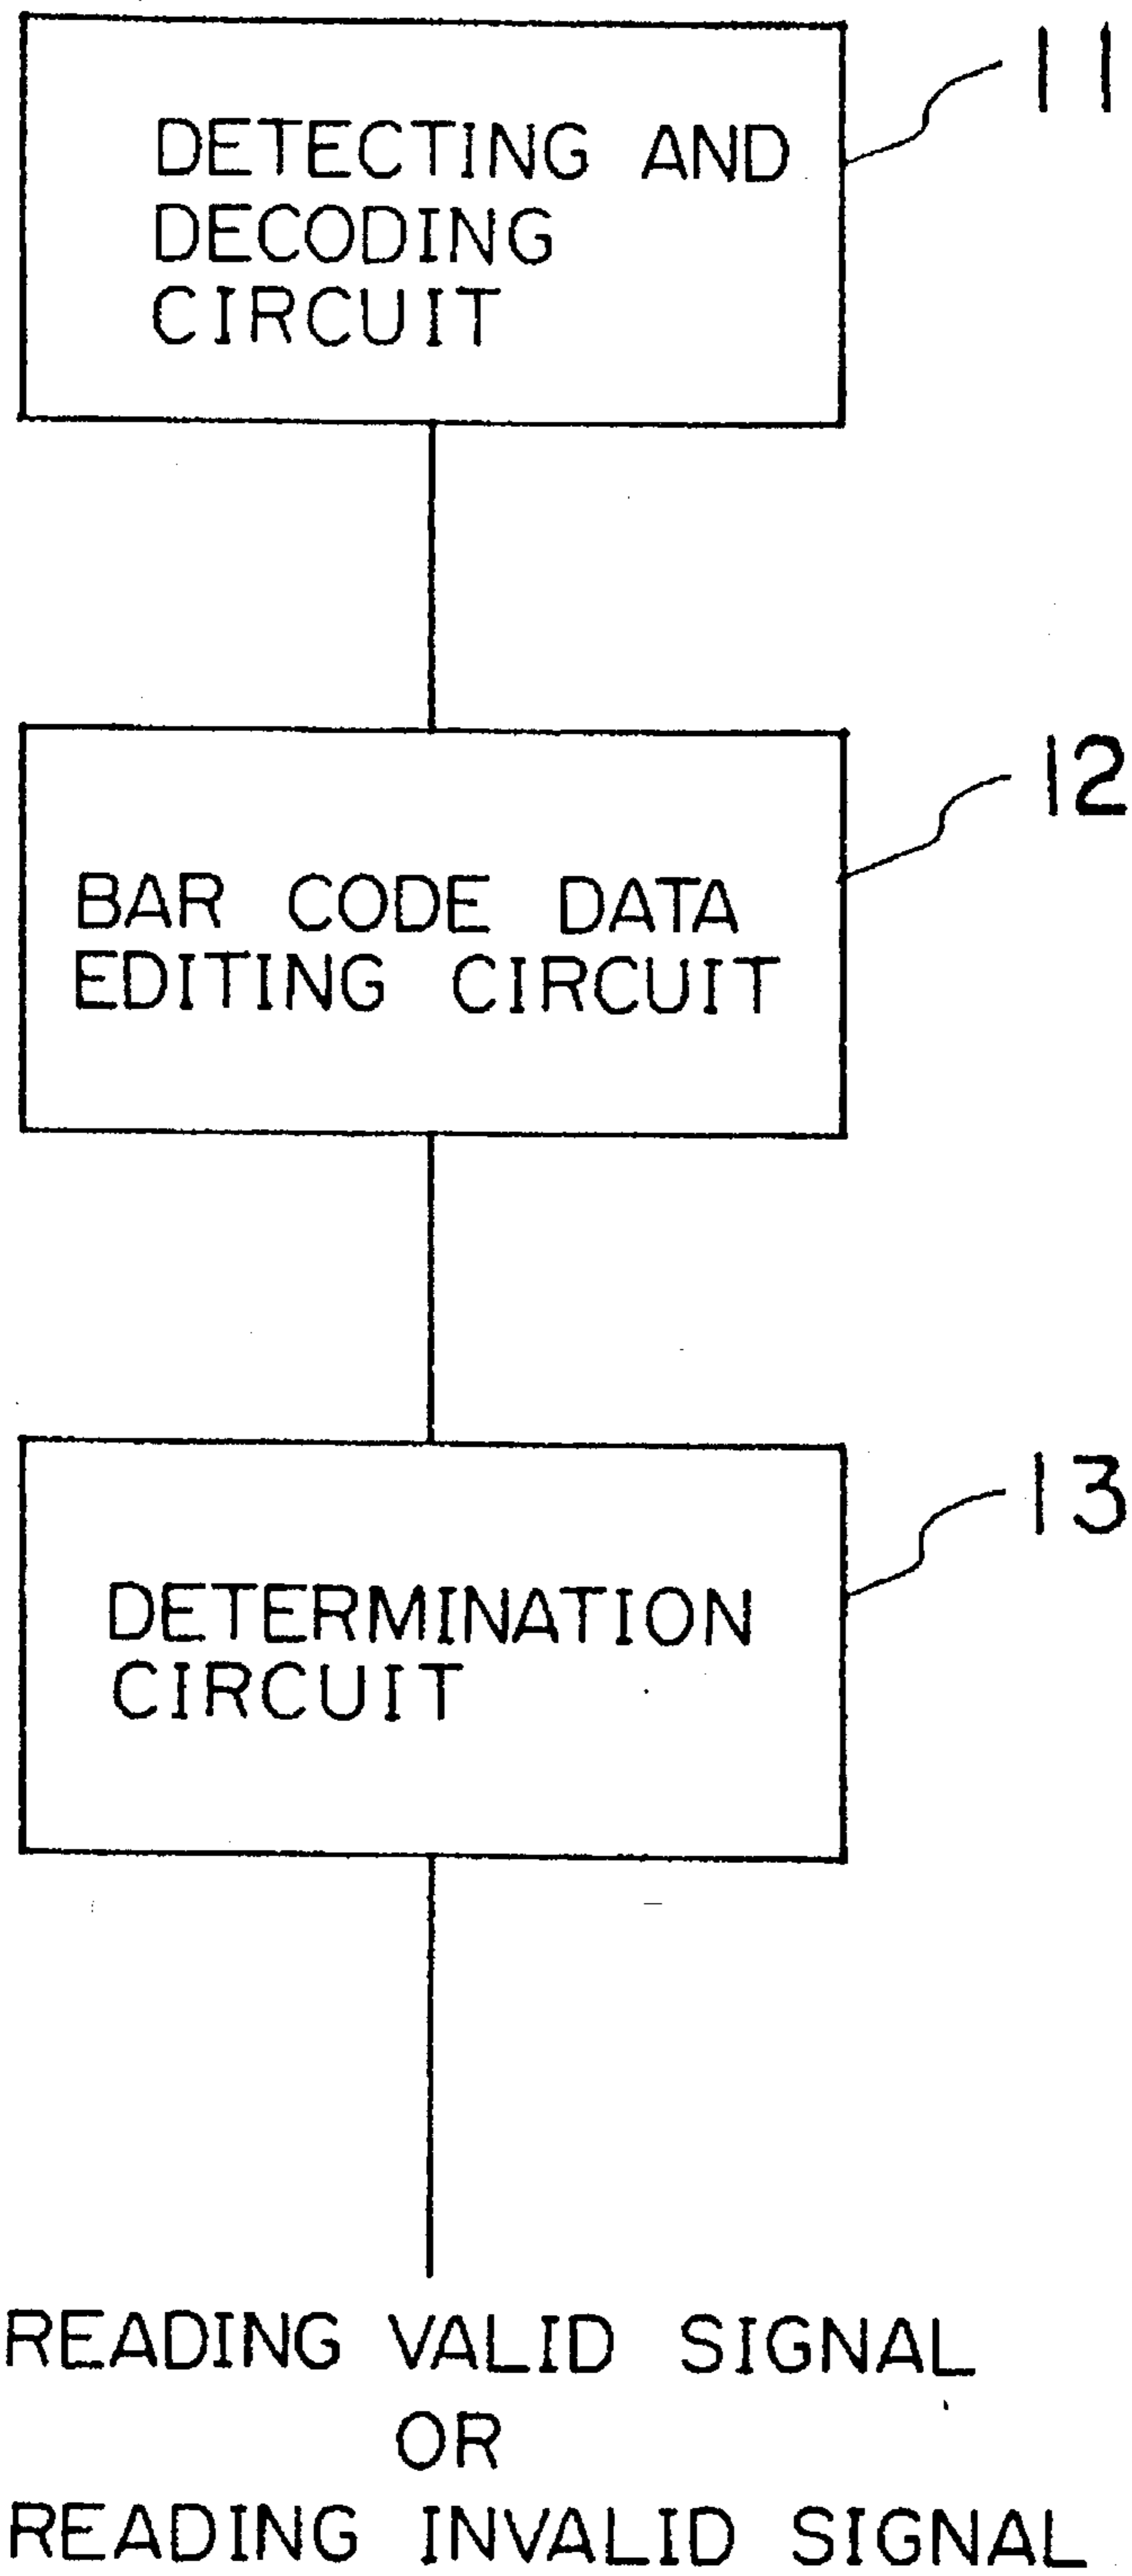 DETECTING AND
DECODING
CIRCUIT
11
BAR CODE DATA
EDITING CIRCUIT
12
DETERMINATION
CIRCUIT
13
READING VALID SIGNAL
OR
READING INVALID SIGNAL